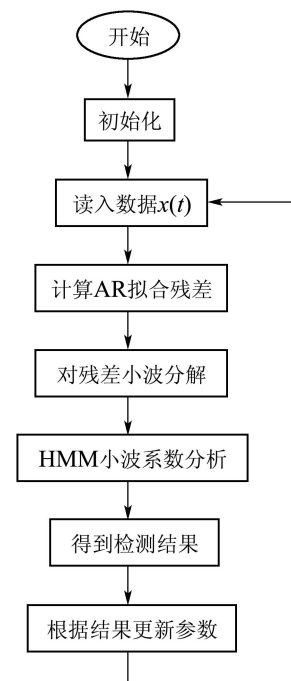 开始
初始化
读入数据x(t)
计算AR拟合残差
对残差小波分解
HMM小波系数分析
得到检测结果
根据结果更新参数